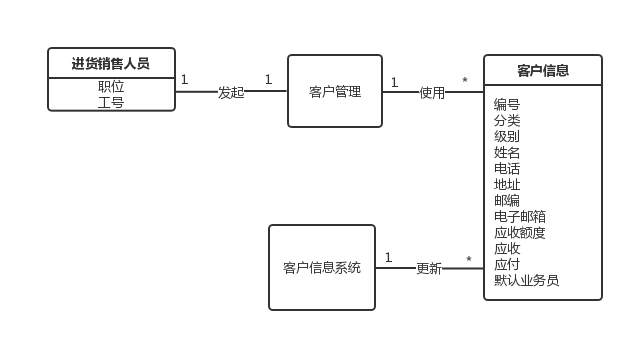 进货销售人员
职位
工号
1
发起
1
客户管理
1
使用
*
客户信息
编号
分类
级别
姓名
电话
地址
邮编
电子邮箱
应收额度
应收
应付
默认业务员
客户信息系统
1
更新
*